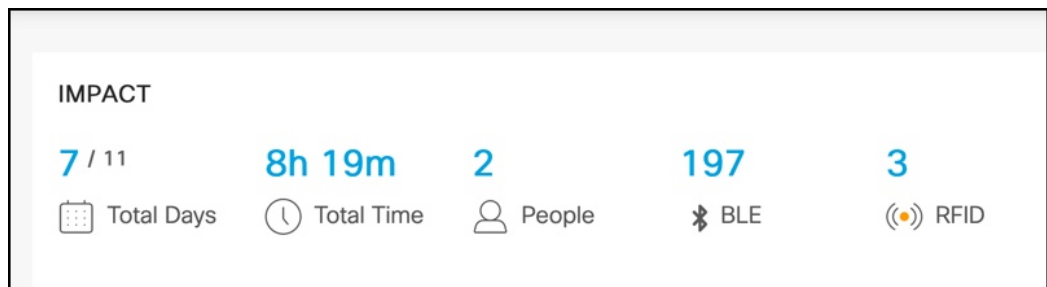 IMPACT
7 / 11 8h 19m 2 197 3
Total Days Total Time People BLE RFID